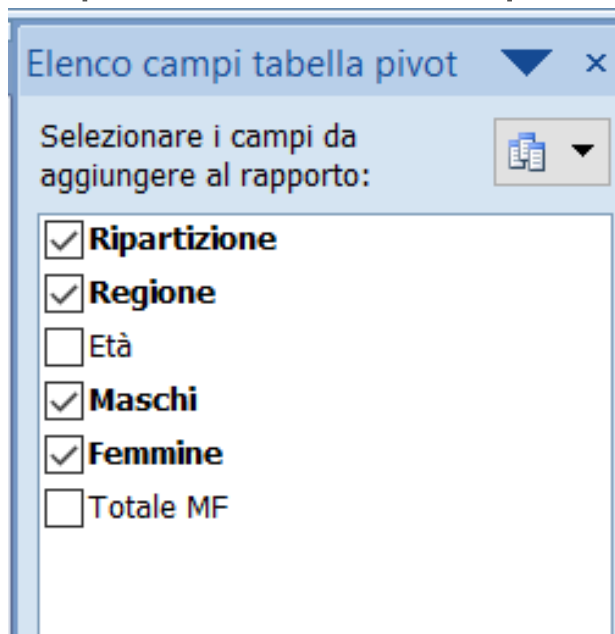 Elenco campi tabella pivot
Selezionare i campi da
aggiungere al rapporto:
Ripartizione
Regione
Età
Maschi
Femmine
Totale MF